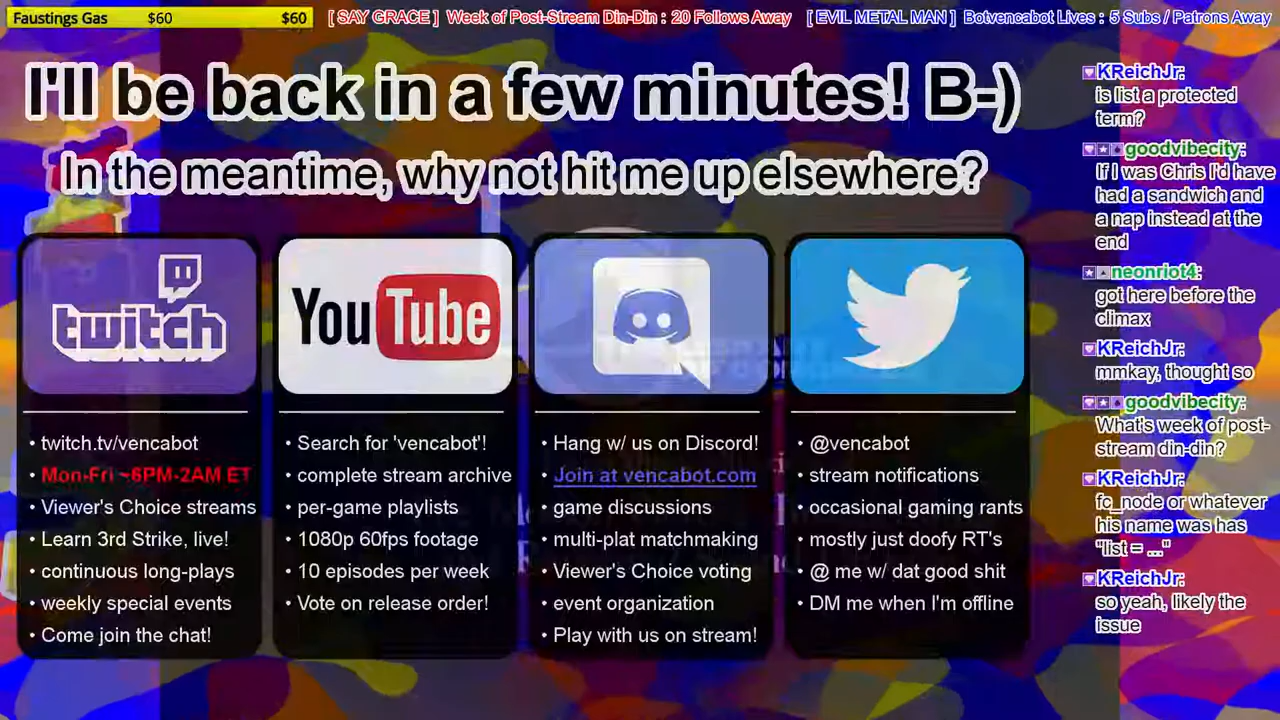 Faustings Gas $60 $60
[ SAY GRACE ] Week of Post-Stream Din-Din : 20 Follows Away [ EVIL METAL MAN ] Botvencabot Lives : 5 Subs / Patrons Away
I'll be back in a few minutes! B-)
In the meantime, why not hit me up elsewhere?
twitch
• twitch.tv/vencabot
• Mon-Fri ~6PM-2AM ET
• Viewer's Choice streams
• Learn 3rd Strike, live!
• continuous long-plays
• weekly special events
• Come join the chat!
YouTube
• Search for 'vencabot'!
• complete stream archive
• per-game playlists
• 1080p 60fps footage
• 10 episodes per week
• Vote on release order!
• Hang w/ us on Discord!
• Join at vencabot.com
• game discussions
• multi-plat matchmaking
• Viewer's Choice voting
• event organization
• Play with us on stream!
• @vencabot
• stream notifications
• occasional gaming rants
• mostly just doofy RT's
• @ me w/ dat good shit
• DM me when I'm offline
KReichJr:
is list a protected
term?
goodvibecity:
If I was Chris I'd have
had a sandwich and
a nap instead at the
end
neonriot4:
got here before the
climax
KReichJr:
mmkay, thought so
goodvibecity:
What's week of post-
stream din-din?
KReichJr:
fc_node or whatever
his name was has
"list = ..."
KReichJr:
so yeah, likely the
issue